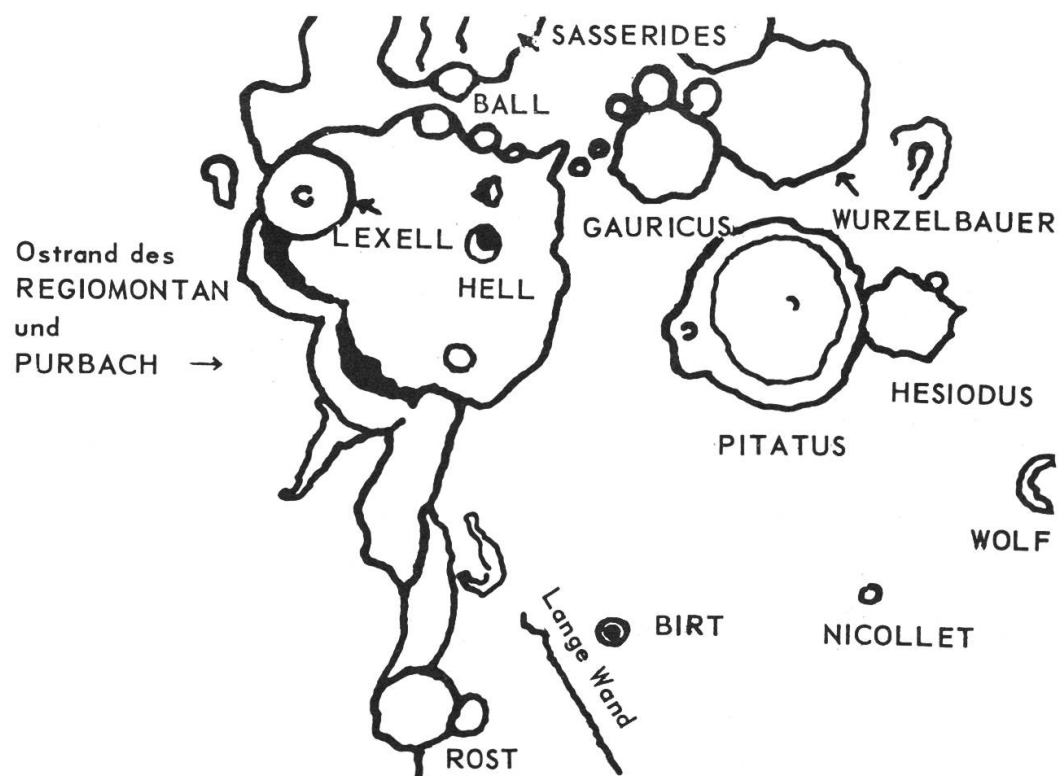 SASSERIDES
BALL
GAURICUS
WURZELBAUER
LEXELL
HELL
Ostrand des
REGIOMONTAN
und
PURBACH →
HESIODUS
PITATUS
WOLF
Lange Wand
BIRT
NICOLLET
ROST